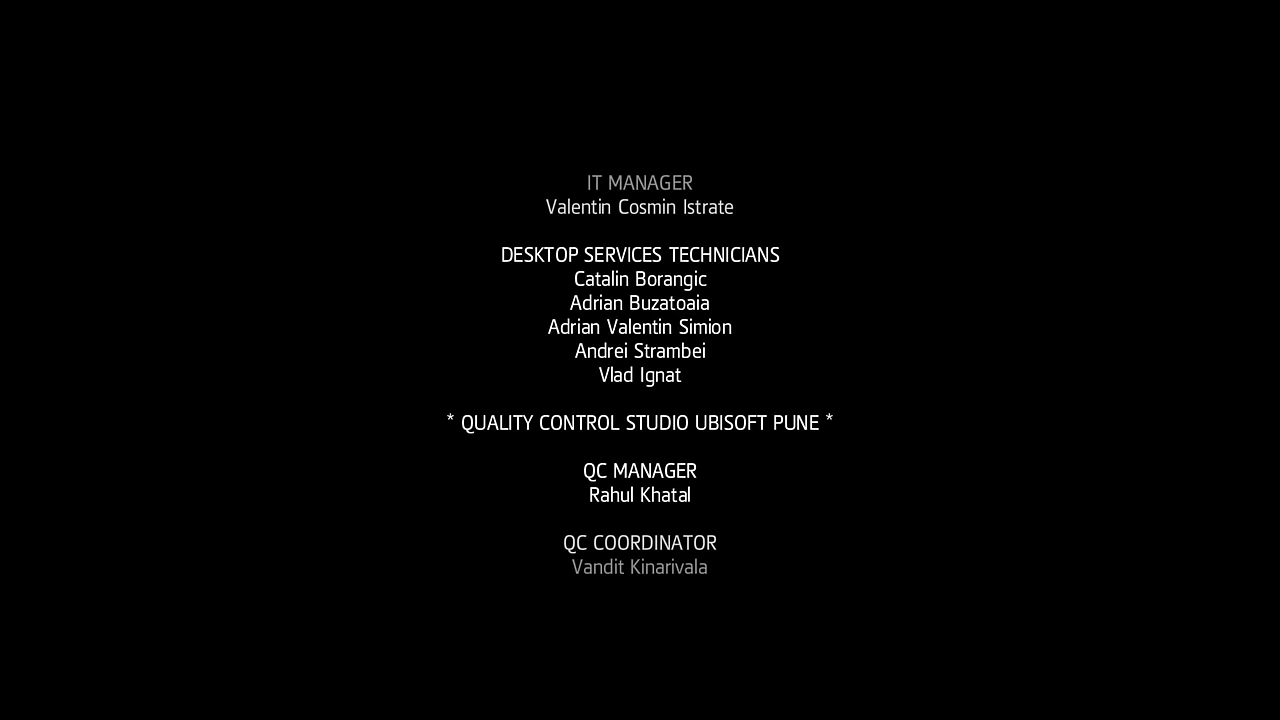 IT MANAGER
Valentin Cosmin Istrate
DESKTOP SERVICES TECHNICIANS
Catalin Borangic
Adrian Buzatoaia
Adrian Valentin Simion
Andrei Strambei
Vlad Ignat
* QUALITY CONTROL STUDIO UBISOFT PUNE *
QC MANAGER
Rahul Khatal
QC COORDINATOR
Vandit Kinarivala